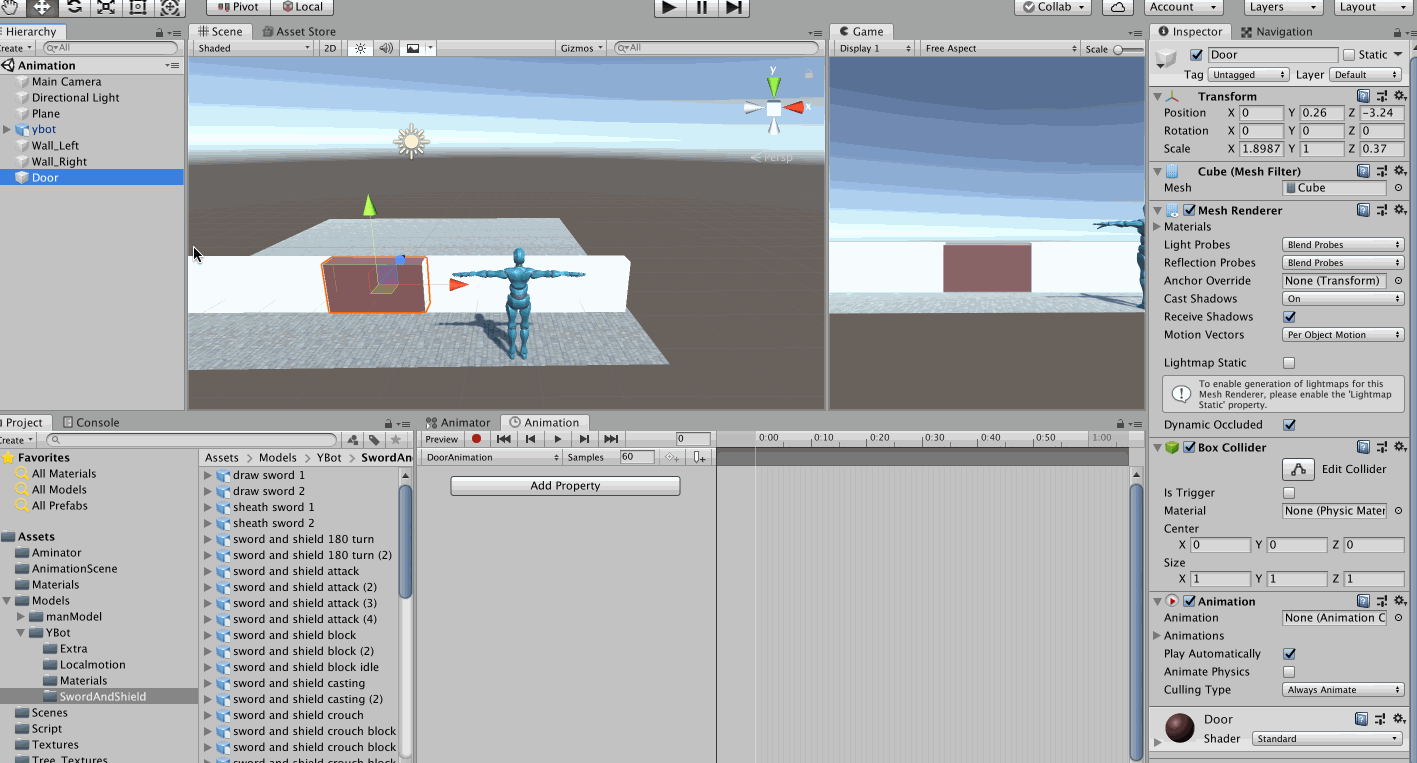 Pivot Local Collab Account Layers Layout
Hierarchy
Create All
Animation
Main Camera
Directional Light
Plane
ybot
Wall_Left
Wall_Right
Door
Scene Asset Store
Shaded 2D Gizmos All
y
x
Persp
Game
Display 1 Free Aspect Scale
Inspector Navigation
Door Static
Tag Untagged Layer Default
Transform
Position X 0 Y 0.26 Z -3.24
Rotation X 0 Y 0 Z 0
Scale X 1.8987 Y 1 Z 0.37
Cube (Mesh Filter)
Mesh Cube
Mesh Renderer
Materials
Light Probes Blend Probes
Reflection Probes Blend Probes
Anchor Override None (Transform)
Cast Shadows On
Receive Shadows
Motion Vectors Per Object Motion
Lightmap Static
To enable generation of lightmaps for this
Mesh Renderer, please enable the 'Lightmap
Static' property.
Dynamic Occluded
Box Collider
Edit Collider
Is Trigger
Material None (Physic Mater
Center
X 0 Y 0 Z 0
Size
X 1 Y 1 Z 1
Animation
Animation None (Animation C
Animations
Play Automatically
Animate Physics
Culling Type Always Animate
Door
Shader Standard
Project Console
Create
Favorites
All Materials
All Models
All Prefabs
Assets
Aminator
AnimationScene
Materials
Models
manModel
YBot
Extra
Localmotion
Materials
SwordAndShield
Scenes
Script
Textures
Tree_Textures
Assets > Models > YBot > SwordAn
draw sword 1
draw sword 2
sheath sword 1
sheath sword 2
sword and shield 180 turn
sword and shield 180 turn (2)
sword and shield attack
sword and shield attack (2)
sword and shield attack (3)
sword and shield attack (4)
sword and shield block
sword and shield block (2)
sword and shield block idle
sword and shield casting
sword and shield casting (2)
sword and shield crouch
sword and shield crouch block
sword and shield crouch block
sword and shield crouch block
Animator Animation
Preview 0 0:00 0:10 0:20 0:30 0:40 0:50 1:00
DoorAnimation Samples 60
Add Property